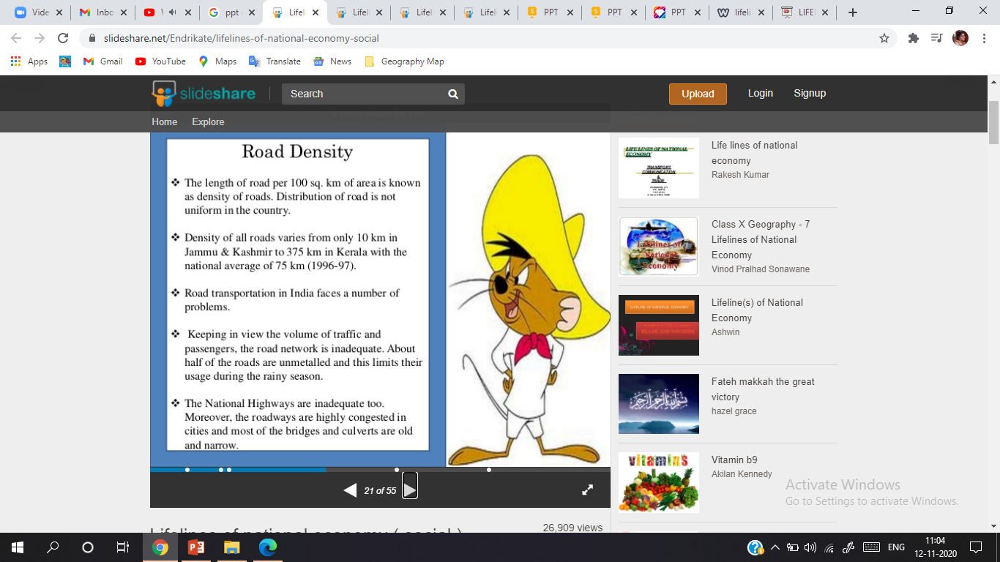 Vide
Inbo
V
ppt
Lifel
Lifel
Lifel
Lifel
PPT
PPT
PPT
lifeli
LIFE
slideshare.net/Endrikate/lifelines-of-national-economy-social
Apps
Gmail
YouTube
Maps
Translate
News
Geography Map
slideshare
Search
Upload
Login
Signup
Home
Explore
Road Density
❖ The length of road per 100 sq. km of area is known
as density of roads. Distribution of road is not
uniform in the country.
❖ Density of all roads varies from only 10 km in
Jammu & Kashmir to 375 km in Kerala with the
national average of 75 km (1996-97).
❖ Road transportation in India faces a number of
problems.
❖ Keeping in view the volume of traffic and
passengers, the road network is inadequate. About
half of the roads are unmetalled and this limits their
usage during the rainy season.
❖ The National Highways are inadequate too.
Moreover, the roadways are highly congested in
cities and most of the bridges and culverts are old
and narrow.
21 of 55
Lifelines of national economy ( social )
26,909 views
LIFE LINES OF NATIONAL
ECONOMY
TRANSPORT
COMMUNICATION
&
TRADE
Life lines of national
economy
Rakesh Kumar
Lifelines of
National
Economy
Class X Geography - 7
Lifelines of National
Economy
Vinod Pralhad Sonawane
LIFELINE OF NATIONAL ECONOMY
TRADE AND TOURISM
Lifeline(s) of National
Economy
Ashwin
بسم الله الرحمن الرحيم
Fateh makkah the great
victory
hazel grace
vitamins
Vitamin b9
Akilan Kennedy
Activate Windows
Go to Settings to activate Windows.
ENG
11:04
12-11-2020